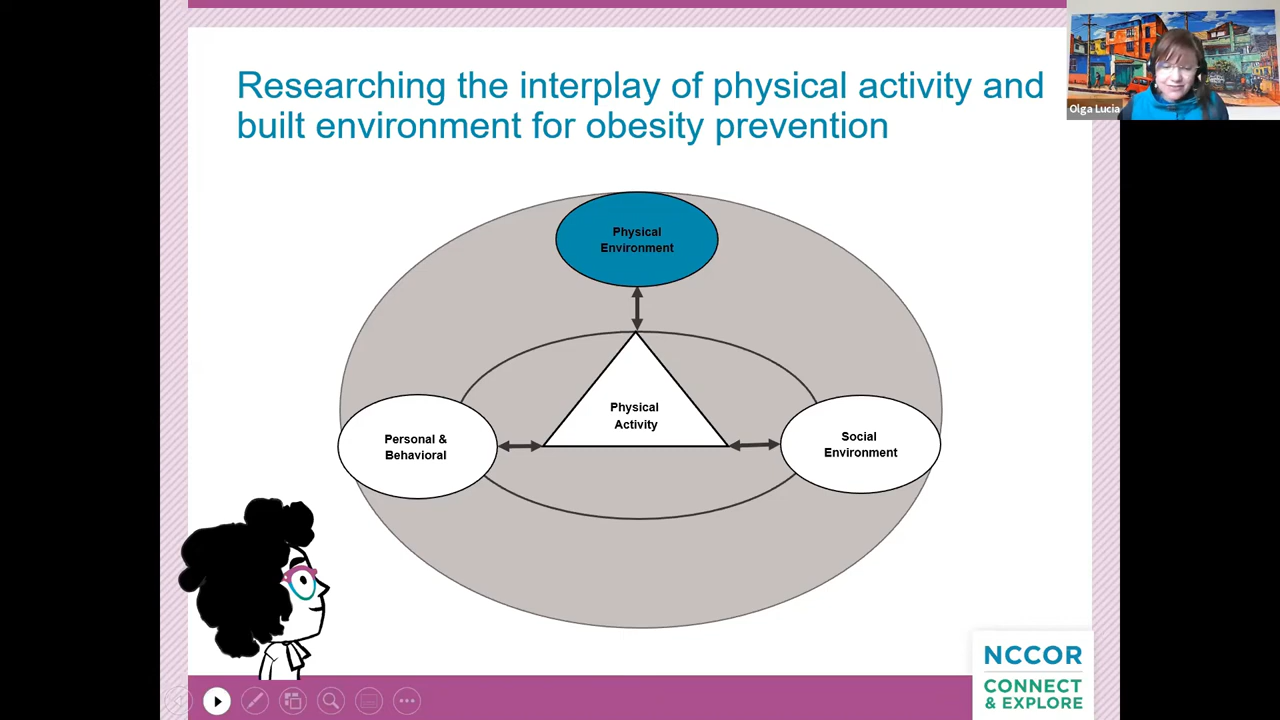 Researching the interplay of physical activity and
built environment for obesity prevention
Olga Lucia
Physical
Environment
Physical
Activity
Personal &
Behavioral
Social
Environment
NCCOR
CONNECT
& EXPLORE